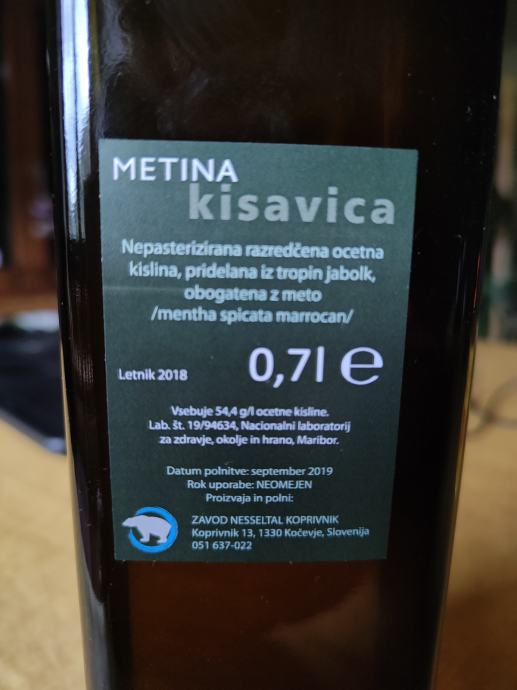 METINA
kisavica
Nepasterizirana razredčena ocetna
kislina, pridelana iz tropin jabolk,
obogatena z meto
/mentha spicata marrocan/
Letnik 2018 0,7l ℮
Vsebuje 54,4 g/l ocetne kisline.
Lab. št. 19/94634, Nacionalni laboratorij
za zdravje, okolje in hrano, Maribor.
Datum polnitve: september 2019
Rok uporabe: NEOMEJEN
Proizvaja in polni:
ZAVOD NESSELTAL KOPRIVNIK
Koprivnik 13, 1330 Kočevje, Slovenija
051 637-022